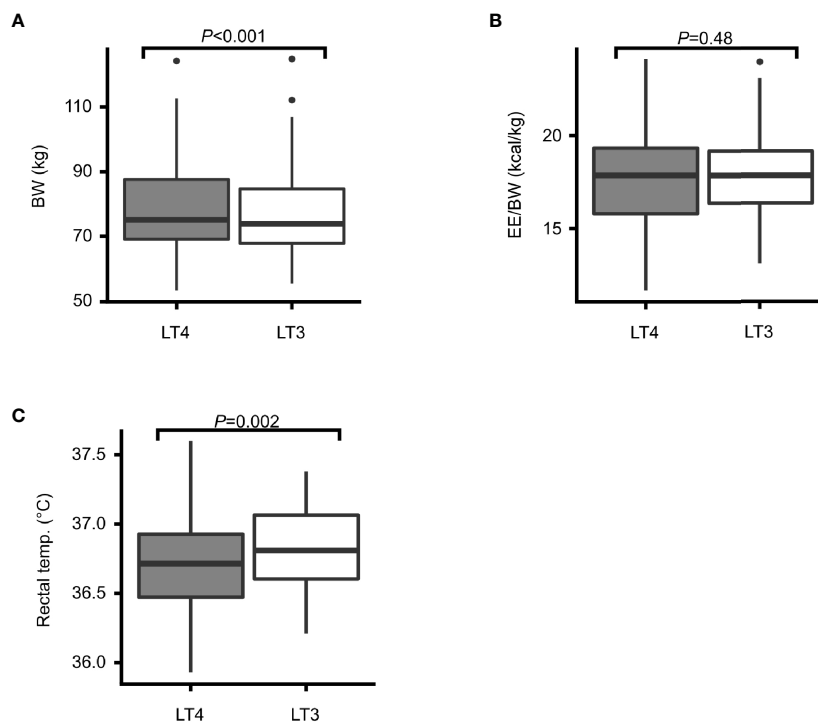 A
P<0.001
BW (kg)
110
90
70
50
LT4 LT3
B
P=0.48
EE/BW (kcal/kg)
20
15
LT4 LT3
C
P=0.002
Rectal temp. (°C)
37.5
37.0
36.5
36.0
LT4 LT3